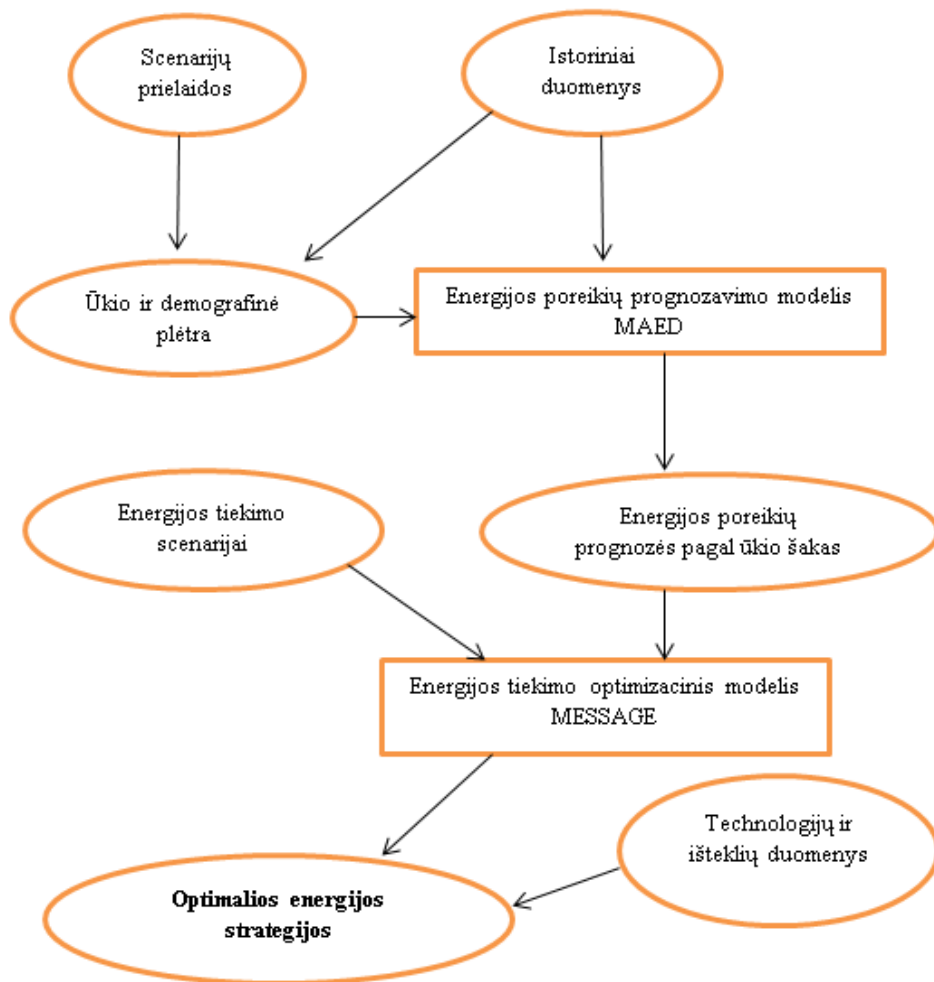 Scenarijų
prielaidos
Istoriniai
duomenys
Ūkio ir demografinė
plėtra
Energijos poreikių prognozavimo modelis
MAED
Energijos tiekimo
scenarijai
Energijos poreikių
prognozės pagal ūkio šakas
Energijos tiekimo optimizacinis modelis
MESSAGE
Technologijų ir
išteklių duomenys
Optimalios energijos
strategijos